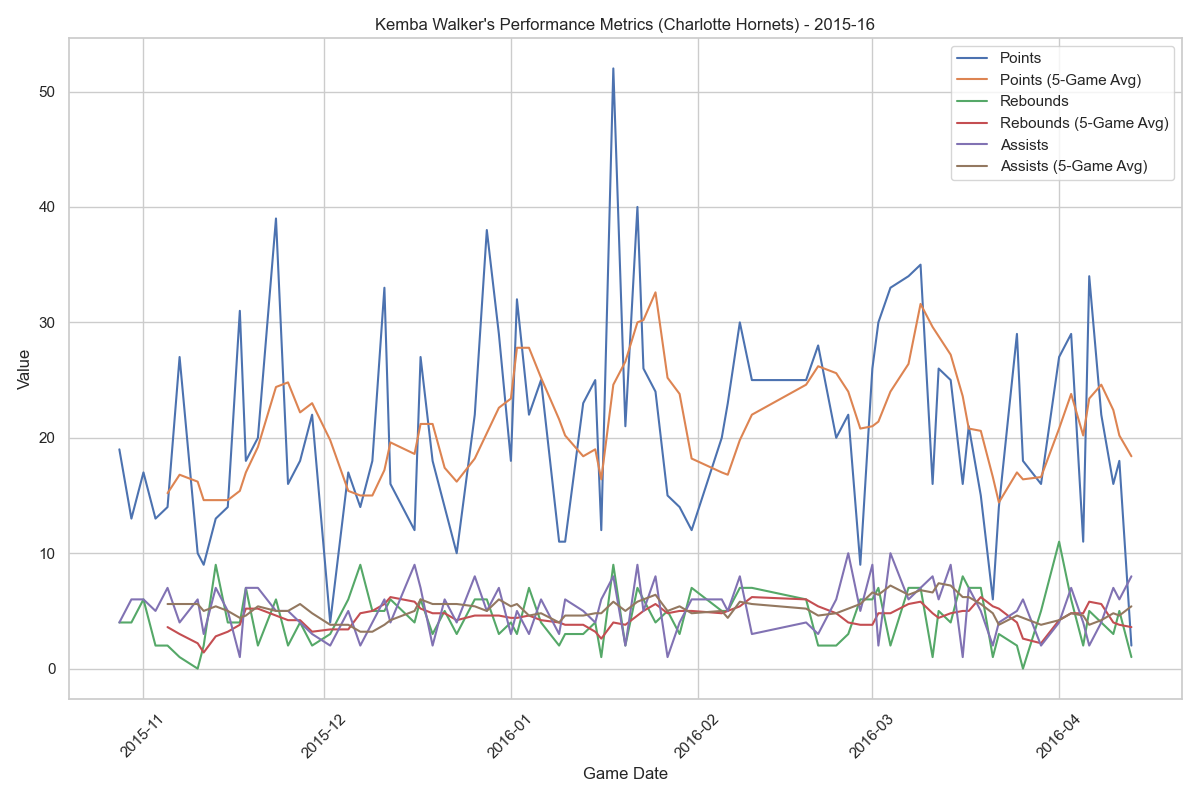 Kemba Walker's Performance Metrics (Charlotte Hornets) - 2015-16
Points
Points (5-Game Avg)
Rebounds
Rebounds (5-Game Avg)
Assists
Assists (5-Game Avg)
Value
50
40
30
20
10
0
2015-11
2015-12
2016-01
2016-02
2016-03
2016-04
Game Date